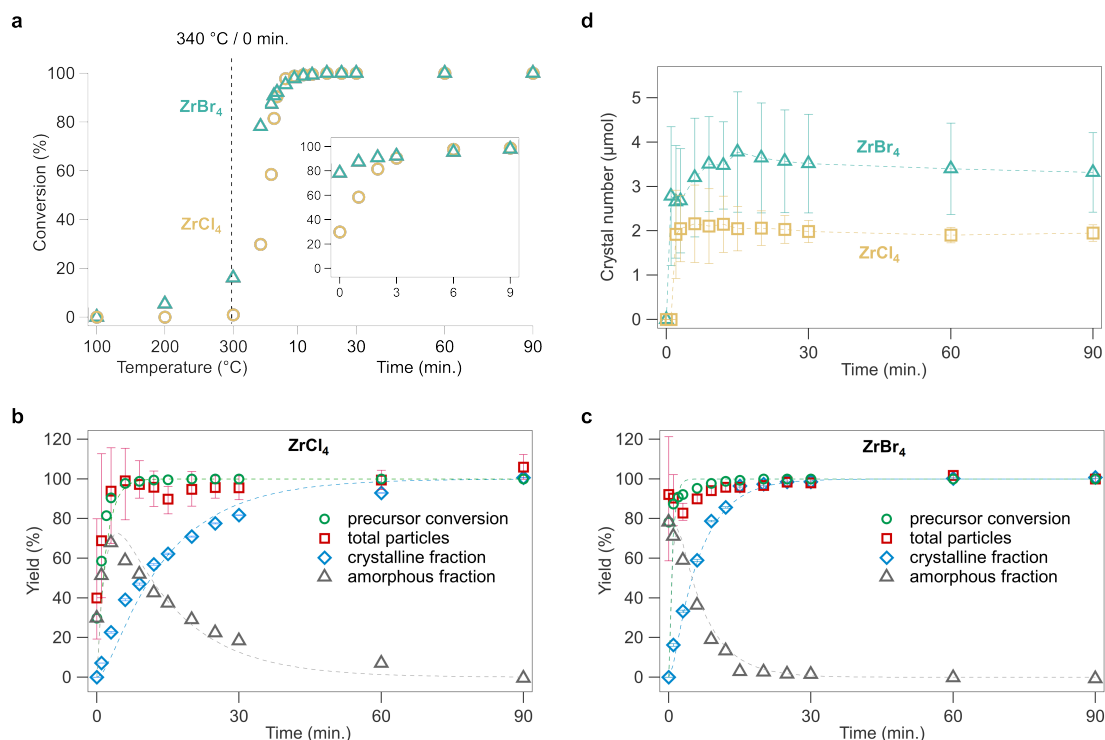 a
340 °C / 0 min.
Conversion (%)
100
80
60
40
20
0
ZrBr4
ZrCl4
100
80
60
40
20
0
0
3
6
9
100
200
300
10
30
60
90
Temperature (°C)
Time (min.)
d
Crystal number (µmol)
5
4
3
2
1
0
ZrBr4
ZrCl4
0
30
60
90
Time (min.)
b
ZrCl4
Yield (%)
120
100
80
60
40
20
0
precursor conversion
total particles
crystalline fraction
amorphous fraction
0
30
60
90
Time (min.)
c
ZrBr4
Yield (%)
120
100
80
60
40
20
0
precursor conversion
total particles
crystalline fraction
amorphous fraction
0
30
60
90
Time (min.)